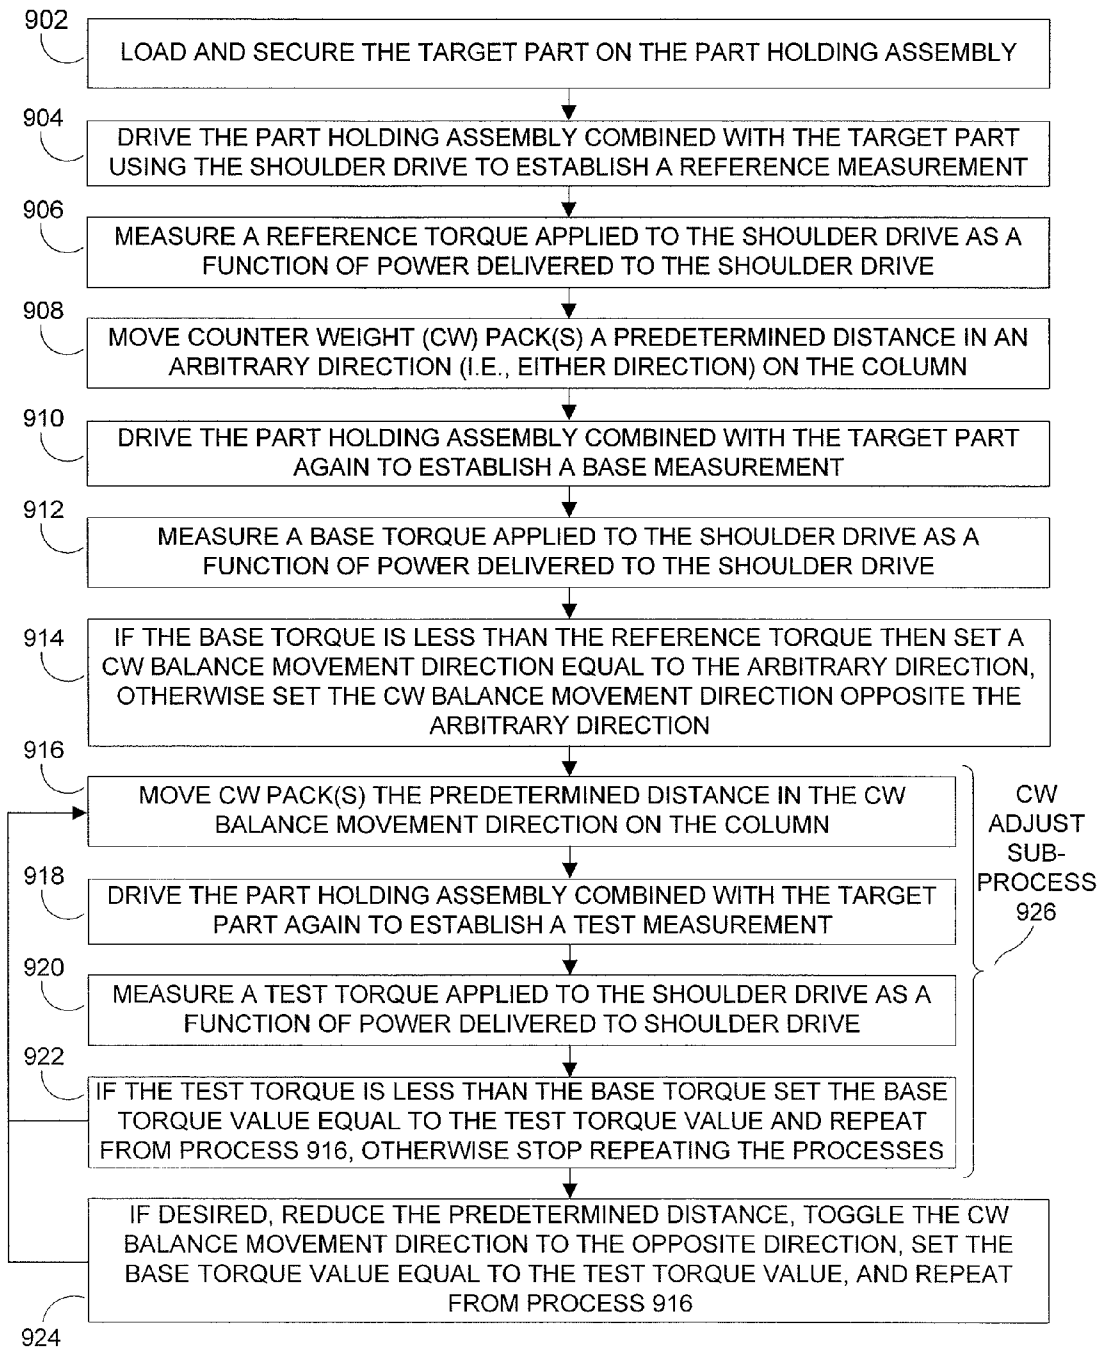 902
LOAD AND SECURE THE TARGET PART ON THE PART HOLDING ASSEMBLY
904
DRIVE THE PART HOLDING ASSEMBLY COMBINED WITH THE TARGET PART
USING THE SHOULDER DRIVE TO ESTABLISH A REFERENCE MEASUREMENT
906
MEASURE A REFERENCE TORQUE APPLIED TO THE SHOULDER DRIVE AS A
FUNCTION OF POWER DELIVERED TO THE SHOULDER DRIVE
908
MOVE COUNTER WEIGHT (CW) PACK(S) A PREDETERMINED DISTANCE IN AN
ARBITRARY DIRECTION (I.E., EITHER DIRECTION) ON THE COLUMN
910
DRIVE THE PART HOLDING ASSEMBLY COMBINED WITH THE TARGET PART
AGAIN TO ESTABLISH A BASE MEASUREMENT
912
MEASURE A BASE TORQUE APPLIED TO THE SHOULDER DRIVE AS A
FUNCTION OF POWER DELIVERED TO THE SHOULDER DRIVE
914
IF THE BASE TORQUE IS LESS THAN THE REFERENCE TORQUE THEN SET A
CW BALANCE MOVEMENT DIRECTION EQUAL TO THE ARBITRARY DIRECTION,
OTHERWISE SET THE CW BALANCE MOVEMENT DIRECTION OPPOSITE THE
ARBITRARY DIRECTION
916
MOVE CW PACK(S) THE PREDETERMINED DISTANCE IN THE CW
BALANCE MOVEMENT DIRECTION ON THE COLUMN
918
DRIVE THE PART HOLDING ASSEMBLY COMBINED WITH THE TARGET
PART AGAIN TO ESTABLISH A TEST MEASUREMENT
920
MEASURE A TEST TORQUE APPLIED TO THE SHOULDER DRIVE AS A
FUNCTION OF POWER DELIVERED TO SHOULDER DRIVE
922
IF THE TEST TORQUE IS LESS THAN THE BASE TORQUE SET THE BASE
TORQUE VALUE EQUAL TO THE TEST TORQUE VALUE AND REPEAT
FROM PROCESS 916, OTHERWISE STOP REPEATING THE PROCESSES
CW
ADJUST
SUB-
PROCESS
926
IF DESIRED, REDUCE THE PREDETERMINED DISTANCE, TOGGLE THE CW
BALANCE MOVEMENT DIRECTION TO THE OPPOSITE DIRECTION, SET THE
BASE TORQUE VALUE EQUAL TO THE TEST TORQUE VALUE, AND REPEAT
FROM PROCESS 916
924